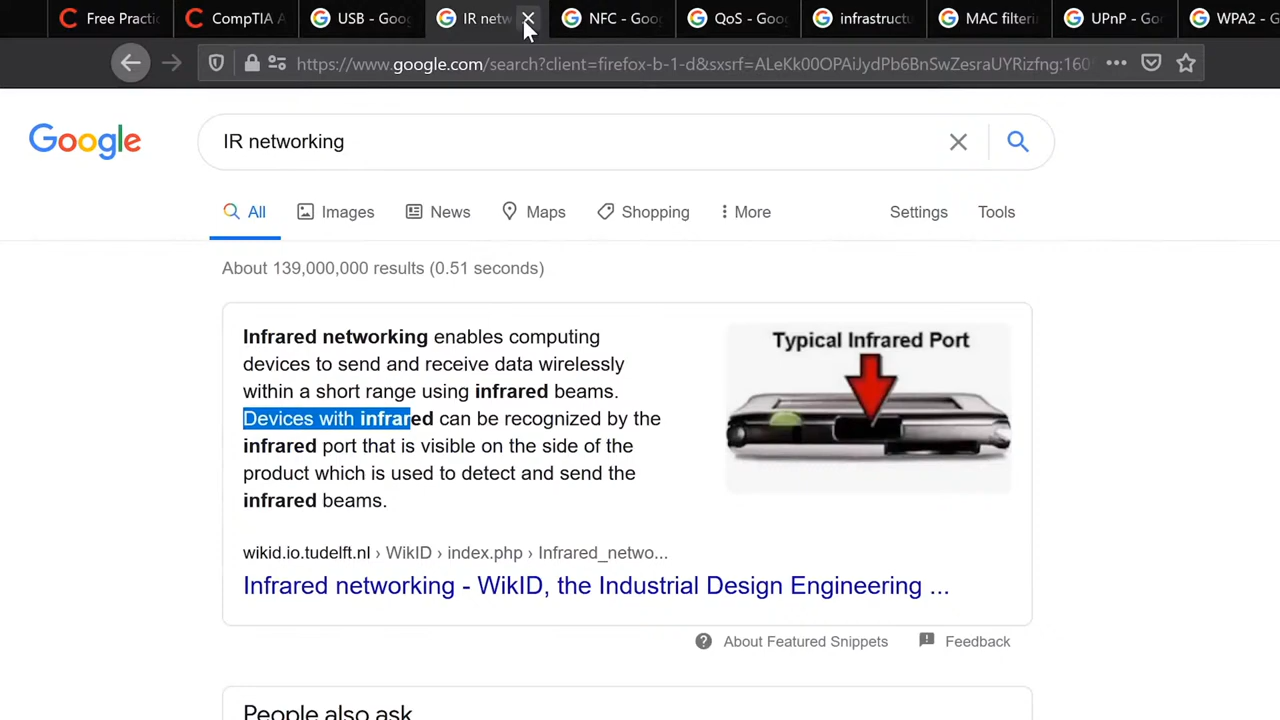 Free Practi
CompTIA A
USB - Goo
IR netw
NFC - Goo
QoS - Goo
infrastructu
MAC filterin
UPnP - Go
WPA2 - G
https://www.google.com/search?client=firefox-b-1-d&sxsrf=ALeKk00OPAiJydPb6BnSwZesraUYRizfng:160
Google
IR networking
All
Images
News
Maps
Shopping
More
Settings
Tools
About 139,000,000 results (0.51 seconds)
Infrared networking enables computing
devices to send and receive data wirelessly
within a short range using infrared beams.
Devices with infrared can be recognized by the
infrared port that is visible on the side of the
product which is used to detect and send the
infrared beams.
Typical Infrared Port
wikid.io.tudelft.nl › WikID › index.php › Infrared_netwo...
Infrared networking - WikID, the Industrial Design Engineering ...
About Featured Snippets
Feedback
People also ask